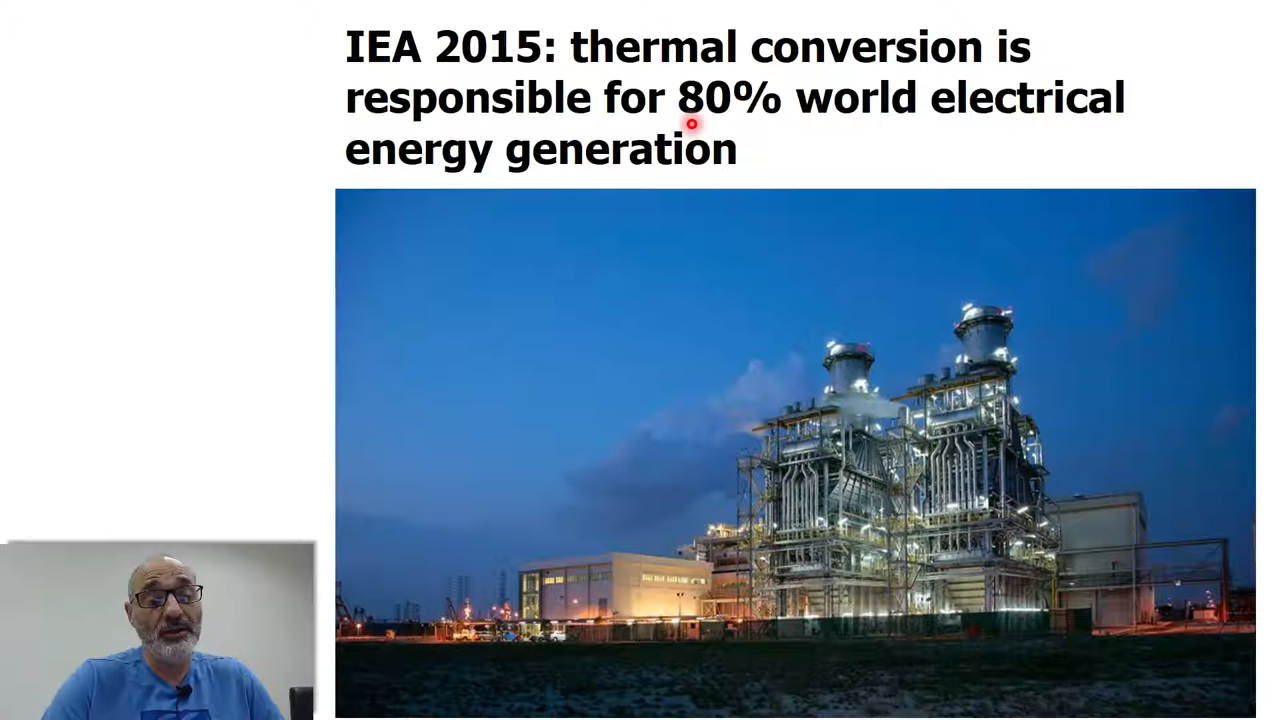 IEA 2015: thermal conversion is
responsible for 80% world electrical
energy generation